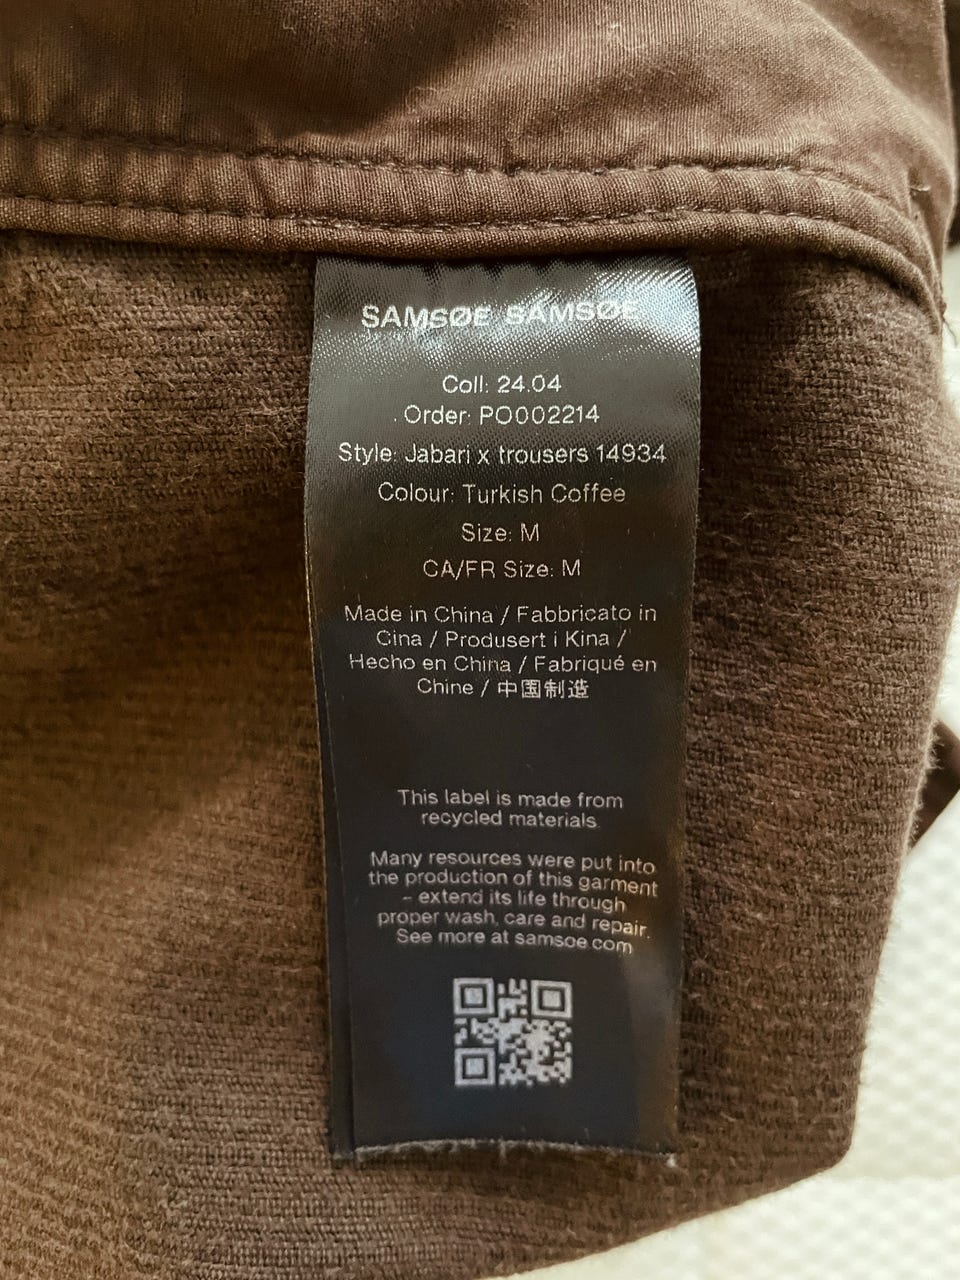 SAMSØE SAMSØE
Coll: 24.04
Order: PO002214
Style: Jabari x trousers 14934
Colour: Turkish Coffee
Size: M
CA/FR Size: M
Made in China / Fabbricato in
Cina / Produsert i Kina /
Hecho en China / Fabriqué en
Chine / 中国制造
This label is made from
recycled materials.
Many resources were put into
the production of this garment
- extend its life through
proper wash, care and repair.
See more at samsoe.com